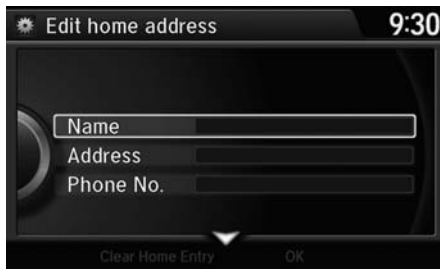 Edit home address 9:30
Name
Address
Phone No.
Clear Home Entry OK